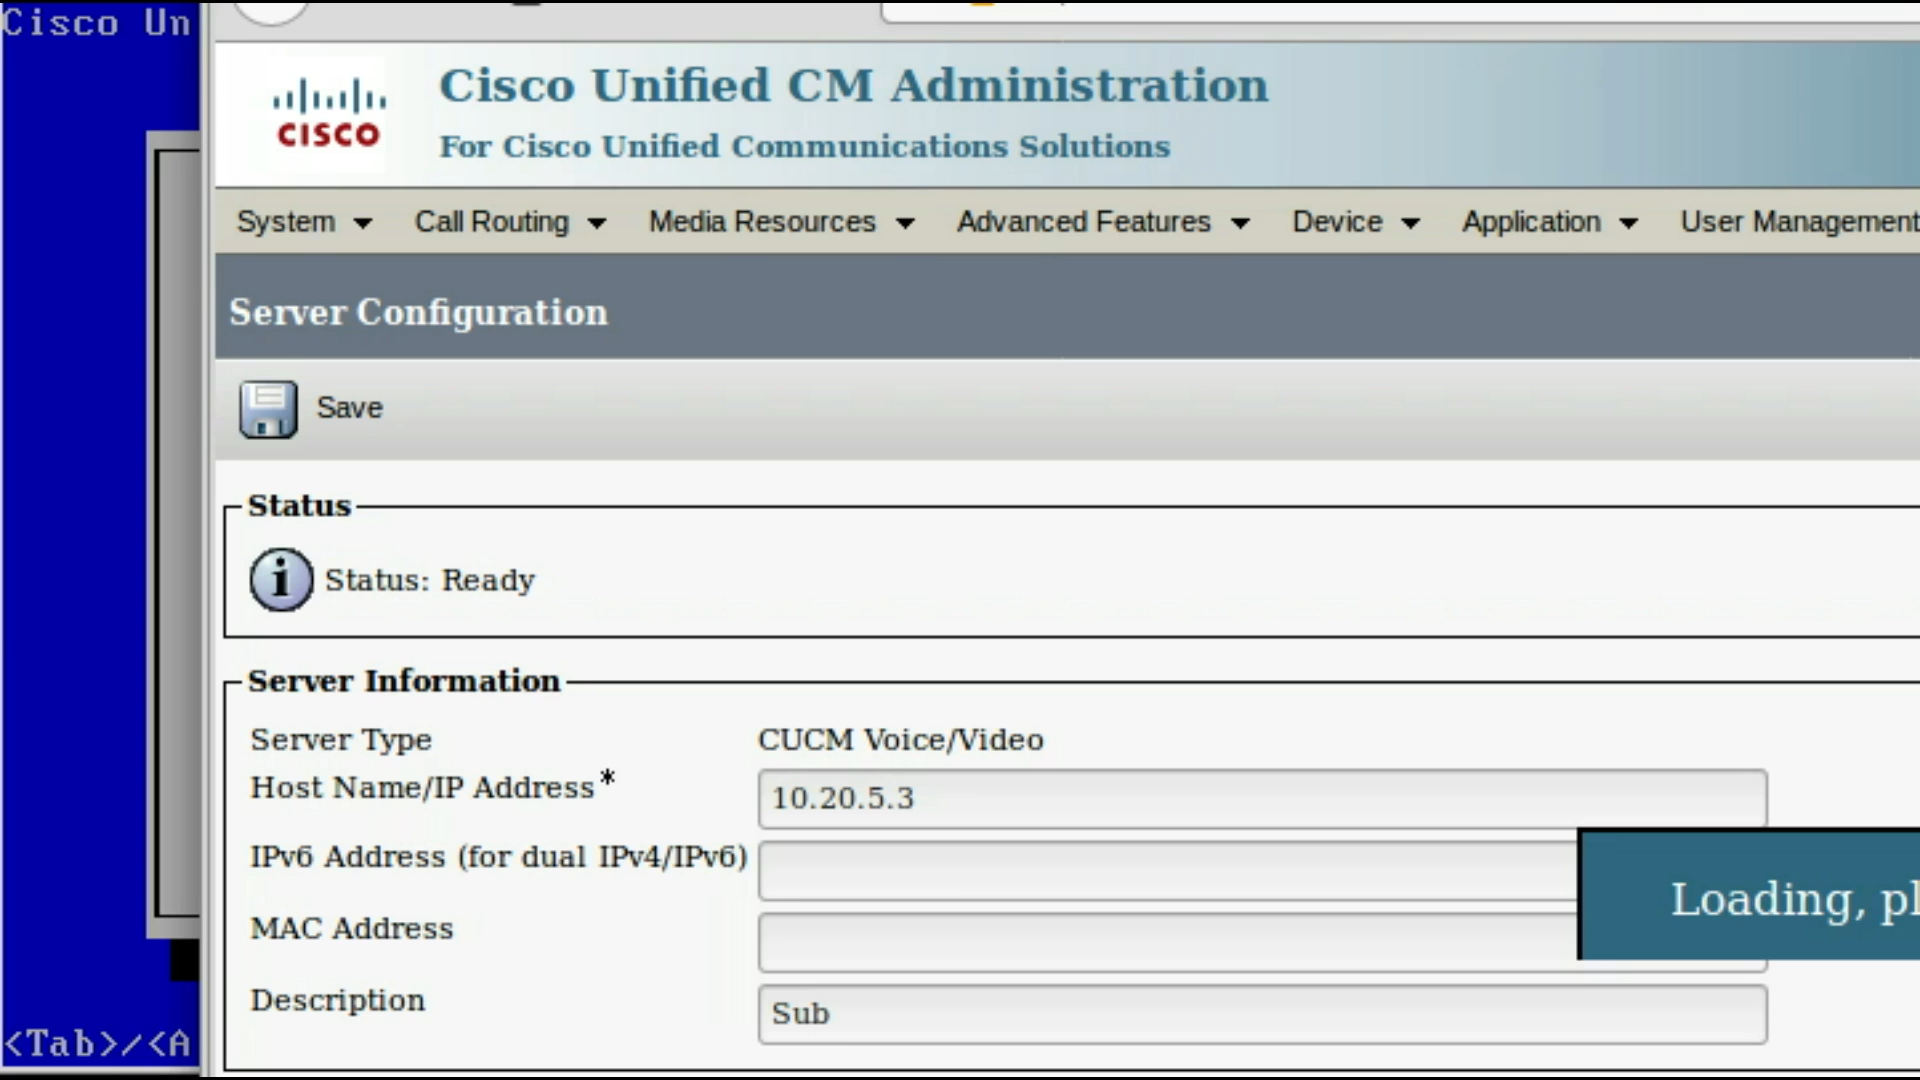 Cisco Un
Cisco Unified CM Administration
For Cisco Unified Communications Solutions
CISCO
System Call Routing Media Resources Advanced Features Device Application User Management
Server Configuration
Save
Status
i Status: Ready
Server Information
Server Type CUCM Voice/Video
Host Name/IP Address* 10.20.5.3
IPv6 Address (for dual IPv4/IPv6)
Loading, pl
MAC Address
Description Sub
<Tab>/<A